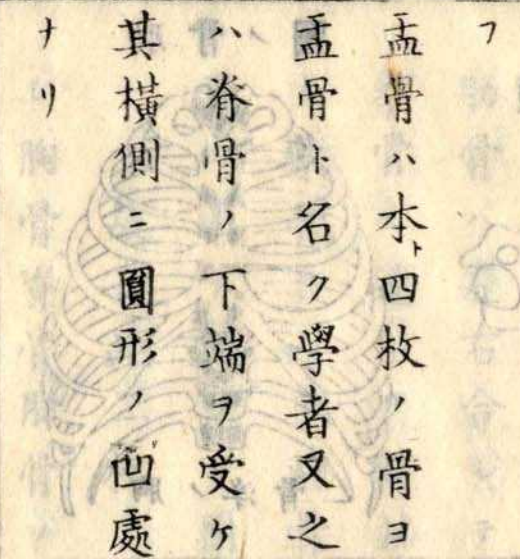 フ
盂骨ハ本ト四枚ノ骨ヨ
盂骨ト名ク學者又之
ハ脊骨ノ下端ヲ受ケ
其橫側ニ圓形ノ凹處
ナリ